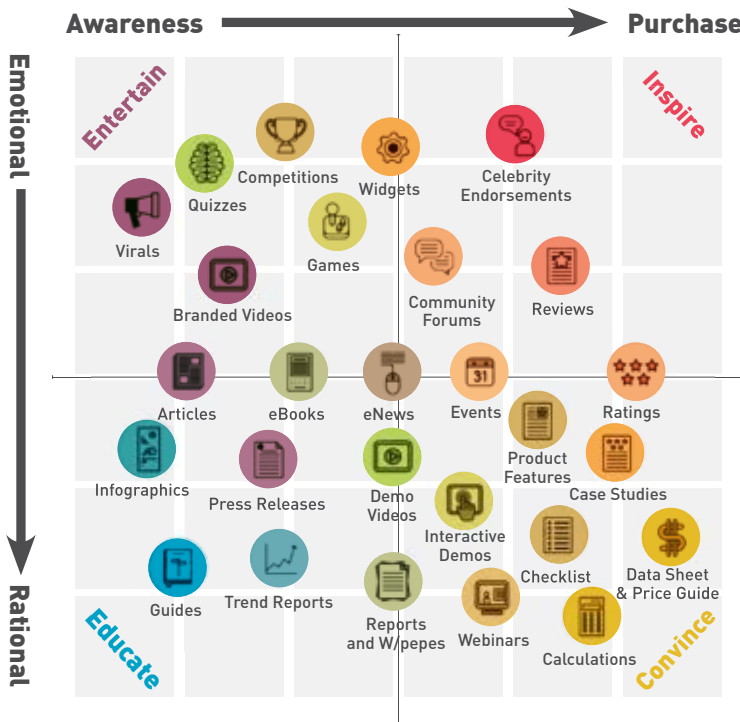 Awareness
Purchase
Emotional
Rational
Entertain
Inspire
Competitions
Widgets
Celebrity
Endorsements
Quizzes
Virals
Games
Branded Videos
Community
Forums
Reviews
Articles
eBooks
eNews
Events
31
Ratings
Infographics
Press Releases
Demo
Videos
Product
Features
Case Studies
Interactive
Demos
Guides
Trend Reports
Reports
and W/pepes
Checklist
Data Sheet
& Price Guide
$
Webinars
Calculations
Educate
Convince